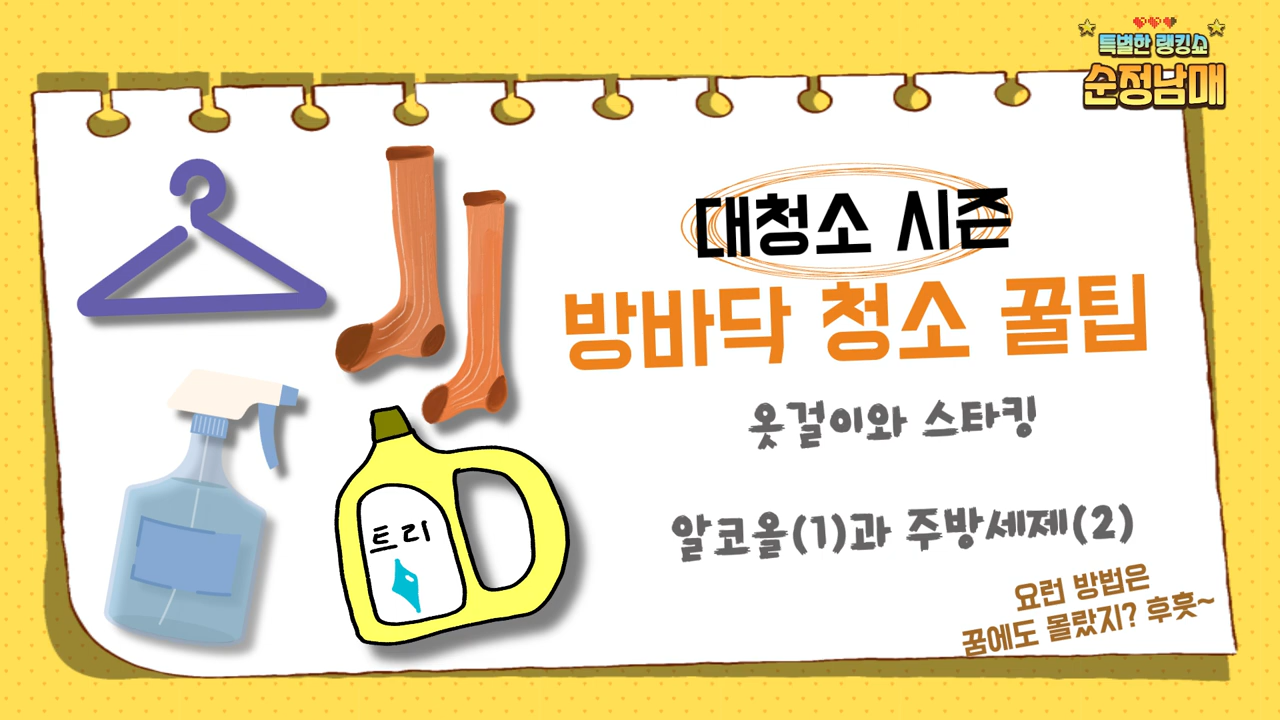 특별한 랭킹쇼
순정남매
대청소 시즌
방바닥 청소 꿀팁
옷걸이와 스타킹
알코올(1)과 주방세제(2)
트리
요런 방법은
꿈에도 몰랐지? 후훗~